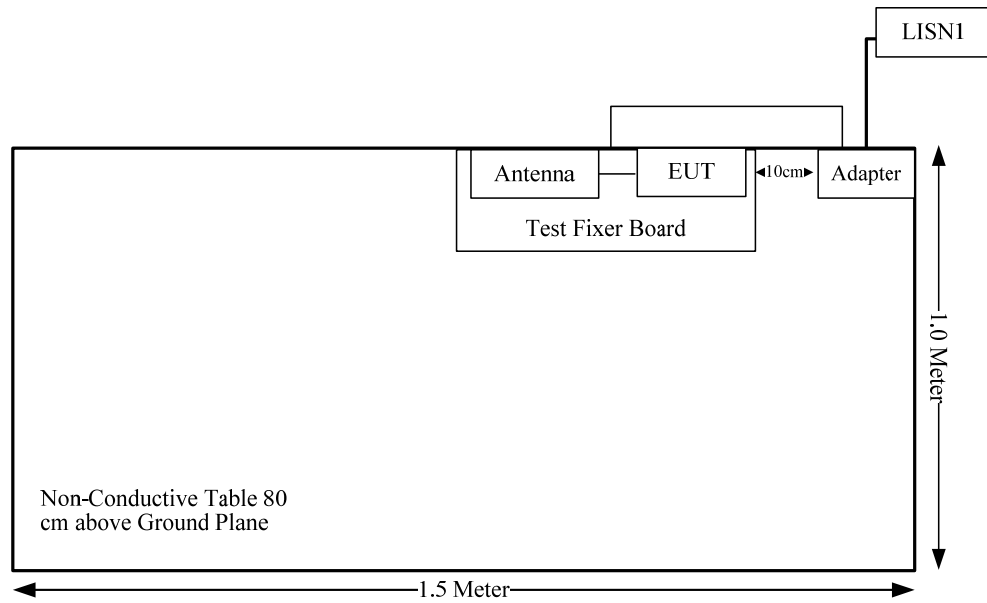 LISN1
Antenna
EUT
10cm
Adapter
Test Fixer Board
1.0 Meter
Non-Conductive Table 80
cm above Ground Plane
1.5 Meter